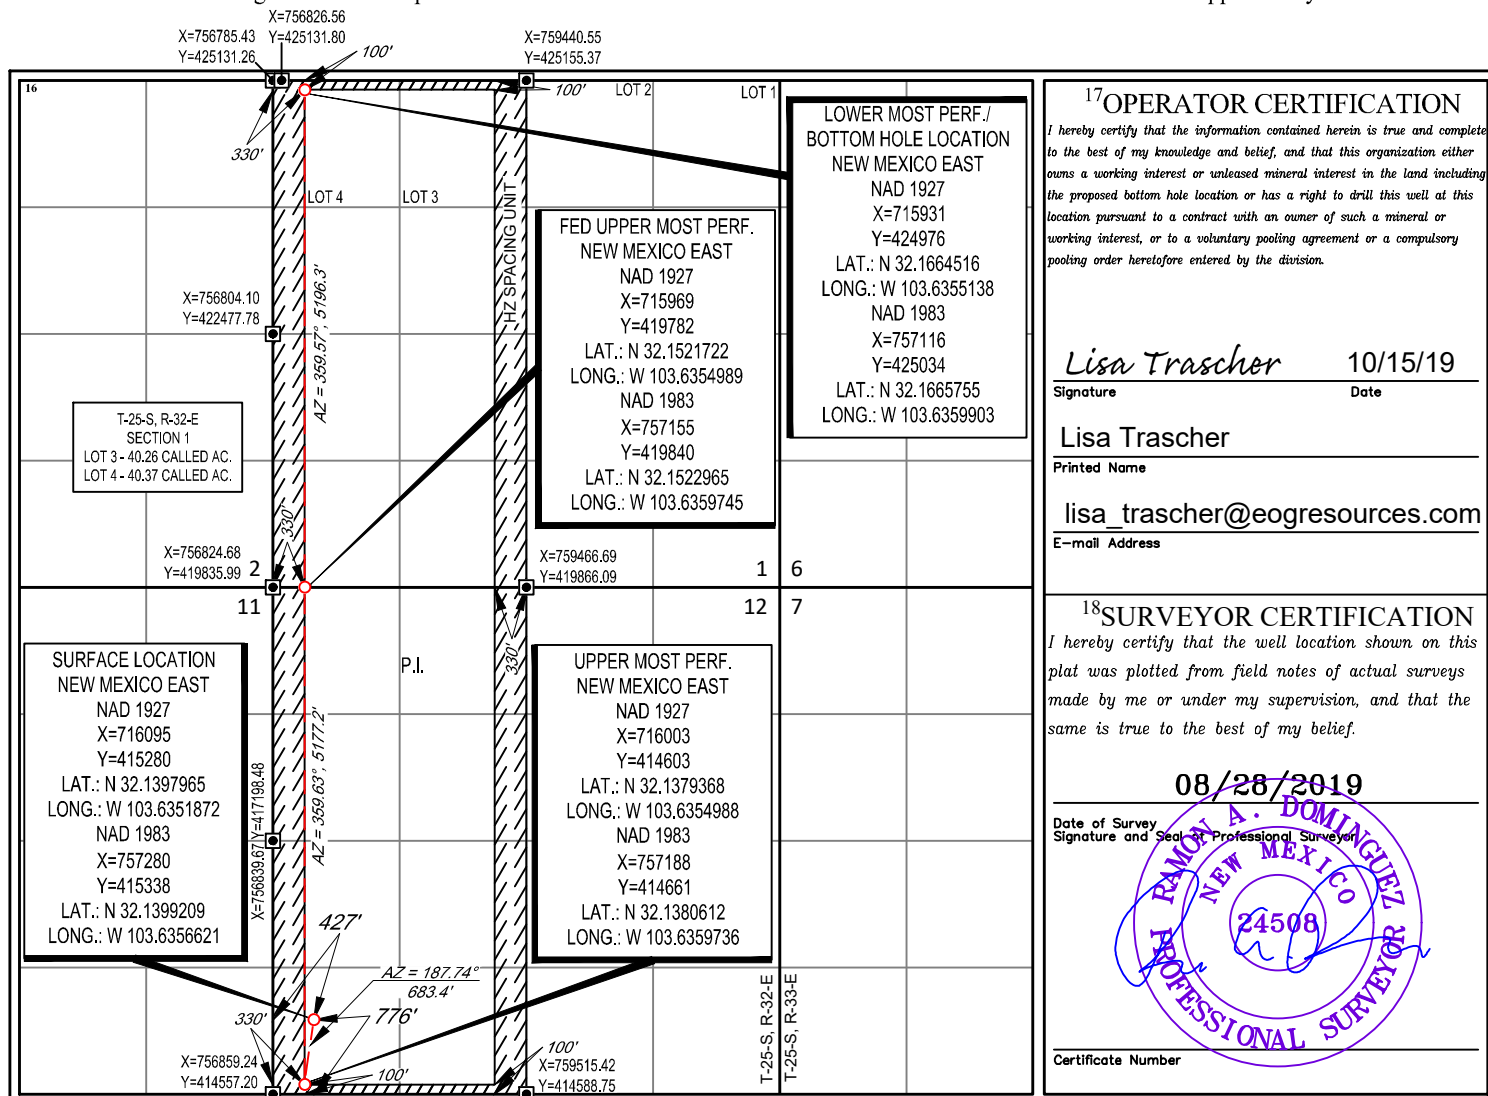 X=756826.56
X=756785.43 Y=425131.80
Y=425131.26
100'
X=759440.55
Y=425155.37
16
100'
LOT 2
LOT 1
330'
LOT 4
LOT 3
HZ SPACING UNIT
LOWER MOST PERF./
BOTTOM HOLE LOCATION
NEW MEXICO EAST
NAD 1927
X=715931
Y=424976
LAT.: N 32.1664516
LONG.: W 103.6355138
NAD 1983
X=757116
Y=425034
LAT.: N 32.1665755
LONG.: W 103.6359903
FED UPPER MOST PERF.
NEW MEXICO EAST
NAD 1927
X=715969
Y=419782
LAT.: N 32.1521722
LONG.: W 103.6354989
NAD 1983
X=757155
Y=419840
LAT.: N 32.1522965
LONG.: W 103.6359745
X=756804.10
Y=422477.78
AZ = 359.57°, 5196.3'
T-25-S, R-32-E
SECTION 1
LOT 3 - 40.26 CALLED AC.
LOT 4 - 40.37 CALLED AC.
330'
X=756824.68
Y=419835.99
2
11
X=759466.69
Y=419866.09
1 6
12 7
330'
P.I.
SURFACE LOCATION
NEW MEXICO EAST
NAD 1927
X=716095
Y=415280
LAT.: N 32.1397965
LONG.: W 103.6351872
NAD 1983
X=757280
Y=415338
LAT.: N 32.1399209
LONG.: W 103.6356621
X=756839.67 Y=417198.48
AZ = 359.63°, 5177.2'
UPPER MOST PERF.
NEW MEXICO EAST
NAD 1927
X=716003
Y=414603
LAT.: N 32.1379368
LONG.: W 103.6354988
NAD 1983
X=757188
Y=414661
LAT.: N 32.1380612
LONG.: W 103.6359736
427'
AZ = 187.74°
683.4'
776'
330'
100'
X=756859.24
Y=414557.20
100'
X=759515.42
Y=414588.75
T-25-S, R-32-E
T-25-S, R-33-E
17OPERATOR CERTIFICATION
I hereby certify that the information contained herein is true and complete
to the best of my knowledge and belief, and that this organization either
owns a working interest or unleased mineral interest in the land including
the proposed bottom hole location or has a right to drill this well at this
location pursuant to a contract with an owner of such a mineral or
working interest, or to a voluntary pooling agreement or a compulsory
pooling order heretofore entered by the division.
Lisa Trascher 10/15/19
Signature Date
Lisa Trascher
Printed Name
lisa_trascher@eogresources.com
E-mail Address
18SURVEYOR CERTIFICATION
I hereby certify that the well location shown on this
plat was plotted from field notes of actual surveys
made by me or under my supervision, and that the
same is true to the best of my belief.
08/28/2019
Date of Survey
Signature and Seal of Professional Surveyor
RAMON A. DOMINGUEZ
NEW MEXICO
24508
PROFESSIONAL SURVEYOR
Certificate Number